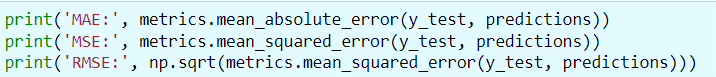 print('MAE:', metrics.mean_absolute_error(y_test, predictions))
print('MSE:', metrics.mean_squared_error(y_test, predictions))
print('RMSE:', np.sqrt(metrics.mean_squared_error(y_test, predictions)))